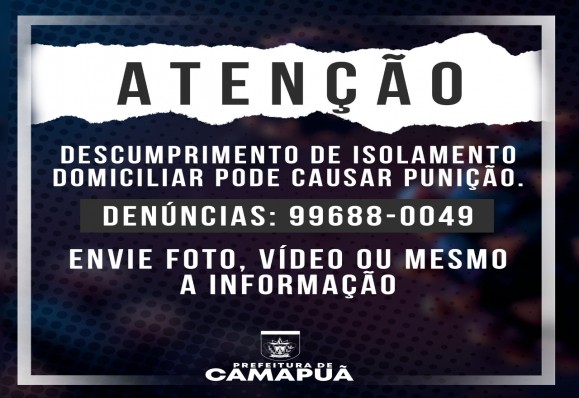 ATENÇÃO
DESCUMPRIMENTO DE ISOLAMENTO
DOMICILIAR PODE CAUSAR PUNIÇÃO.
DENÚNCIAS: 99688-0049
ENVIE FOTO, VÍDEO OU MESMO
A INFORMAÇÃO
PREFEITURA DE
CAMAPUÃ